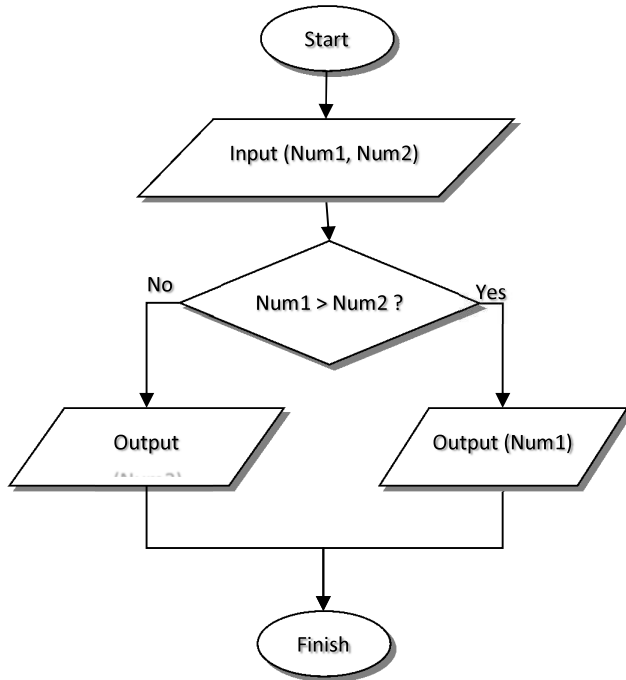 Start
Input (Num1, Num2)
Num1 > Num2 ?
No
Yes
Output
Output (Num1)
Finish